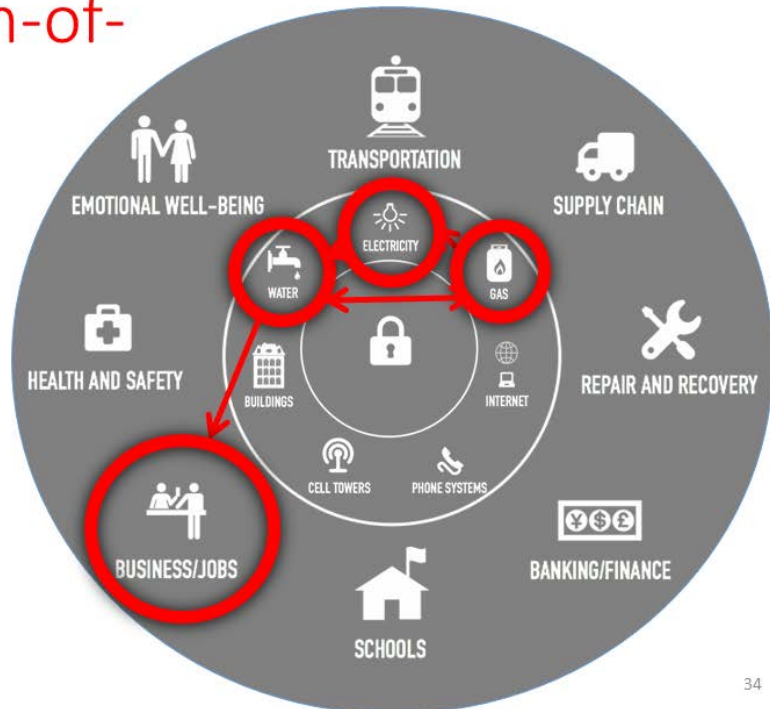 n-of-
TRANSPORTATION
EMOTIONAL WELL-BEING
SUPPLY CHAIN
ELECTRICITY
WATER
GAS
HEALTH AND SAFETY
BUILDINGS
INTERNET
REPAIR AND RECOVERY
CELL TOWERS
PHONE SYSTEMS
BUSINESS/JOBS
¥ $ £
BANKING/FINANCE
SCHOOLS
34